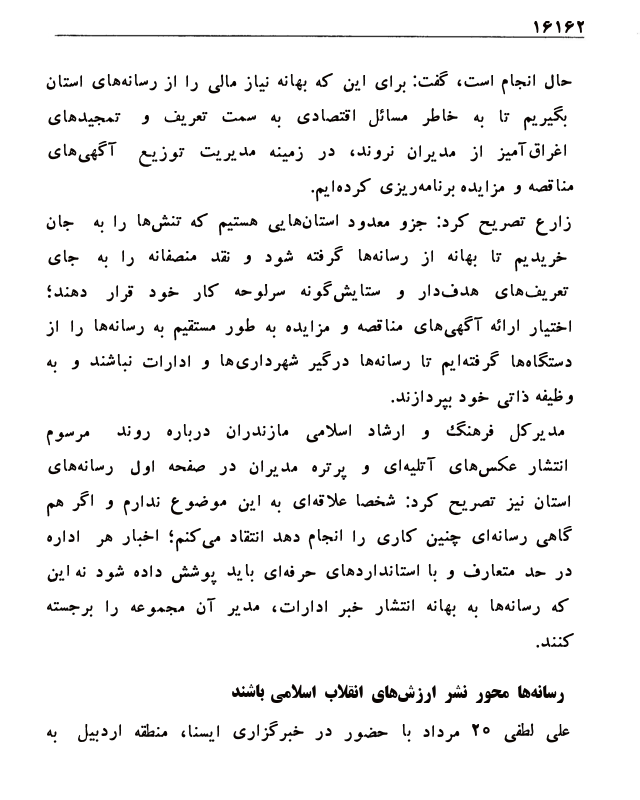 ۱۶۱۶۲
حال انجام است، گفت: برای این که بهانه نیاز مالی را از رسانه‌های استان
بگیریم تا به خاطر مسائل اقتصادی به سمت تعریف و تمجیدهای
اغراق‌آمیز از مدیران نروند، در زمینه مدیریت توزیع آگهی‌های
مناقصه و مزایده برنامه‌ریزی کرده‌ایم.
زارع تصریح کرد: جزو معدود استان‌هایی هستیم که تنش‌ها را به جان
خریدیم تا بهانه از رسانه‌ها گرفته شود و نقد منصفانه را به جای
تعریف‌های هدف‌دار و ستایش‌گونه سرلوحه کار خود قرار دهند؛
اختیار ارائه آگهی‌های مناقصه و مزایده به طور مستقیم به رسانه‌ها را از
دستگاه‌ها گرفته‌ایم تا رسانه‌ها درگیر شهرداری‌ها و ادارات نباشند و به
وظیفه ذاتی خود بپردازند.
مدیرکل فرهنگ و ارشاد اسلامی مازندران درباره روند مرسوم
انتشار عکس‌های آتلیه‌ای و پرتره مدیران در صفحه اول رسانه‌های
استان نیز تصریح کرد: شخصا علاقه‌ای به این موضوع ندارم و اگر هم
گاهی رسانه‌ای چنین کاری را انجام دهد انتقاد می‌کنم؛ اخبار هر اداره
در حد متعارف و با استانداردهای حرفه‌ای باید پوشش داده شود نه این
که رسانه‌ها به بهانه انتشار خبر ادارات، مدیر آن مجموعه را برجسته
کنند.
رسانه‌ها محور نشر ارزش‌های انقلاب اسلامی باشند
علی لطفی ۲۰ مرداد با حضور در خبرگزاری ایسنا، منطقه اردبیل به